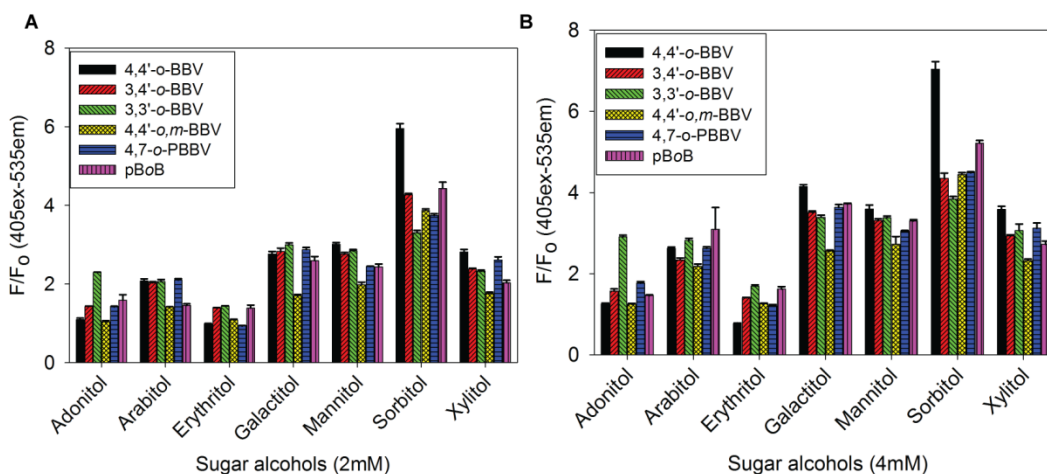 A
8
6
4
2
0
F/Fo (405ex-535em)
4,4'-o-BBV
3,4'-o-BBV
3,3'-o-BBV
4,4'-o,m-BBV
4,7-o-PBBV
pBoB
Adonitol
Arabitol
Erythritol
Galactitol
Mannitol
Sorbitol
Xylitol
Sugar alcohols (2mM)
B
8
6
4
2
0
F/Fo (405ex-535em)
4,4'-o-BBV
3,4'-o-BBV
3,3'-o-BBV
4,4'-o,m-BBV
4,7-o-PBBV
pBoB
Adonitol
Arabitol
Erythritol
Galactitol
Mannitol
Sorbitol
Xylitol
Sugar alcohols (4mM)